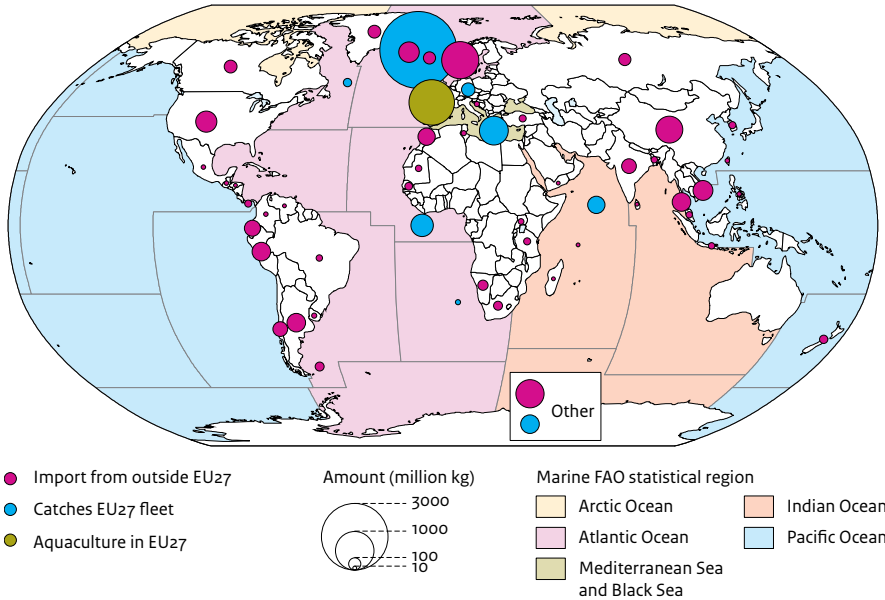 Other
Import from outside EU27
Catches EU27 fleet
Aquaculture in EU27
Amount (million kg)
3000
1000
100
10
Marine FAO statistical region
Arctic Ocean
Atlantic Ocean
Mediterranean Sea
and Black Sea
Indian Ocean
Pacific Ocean